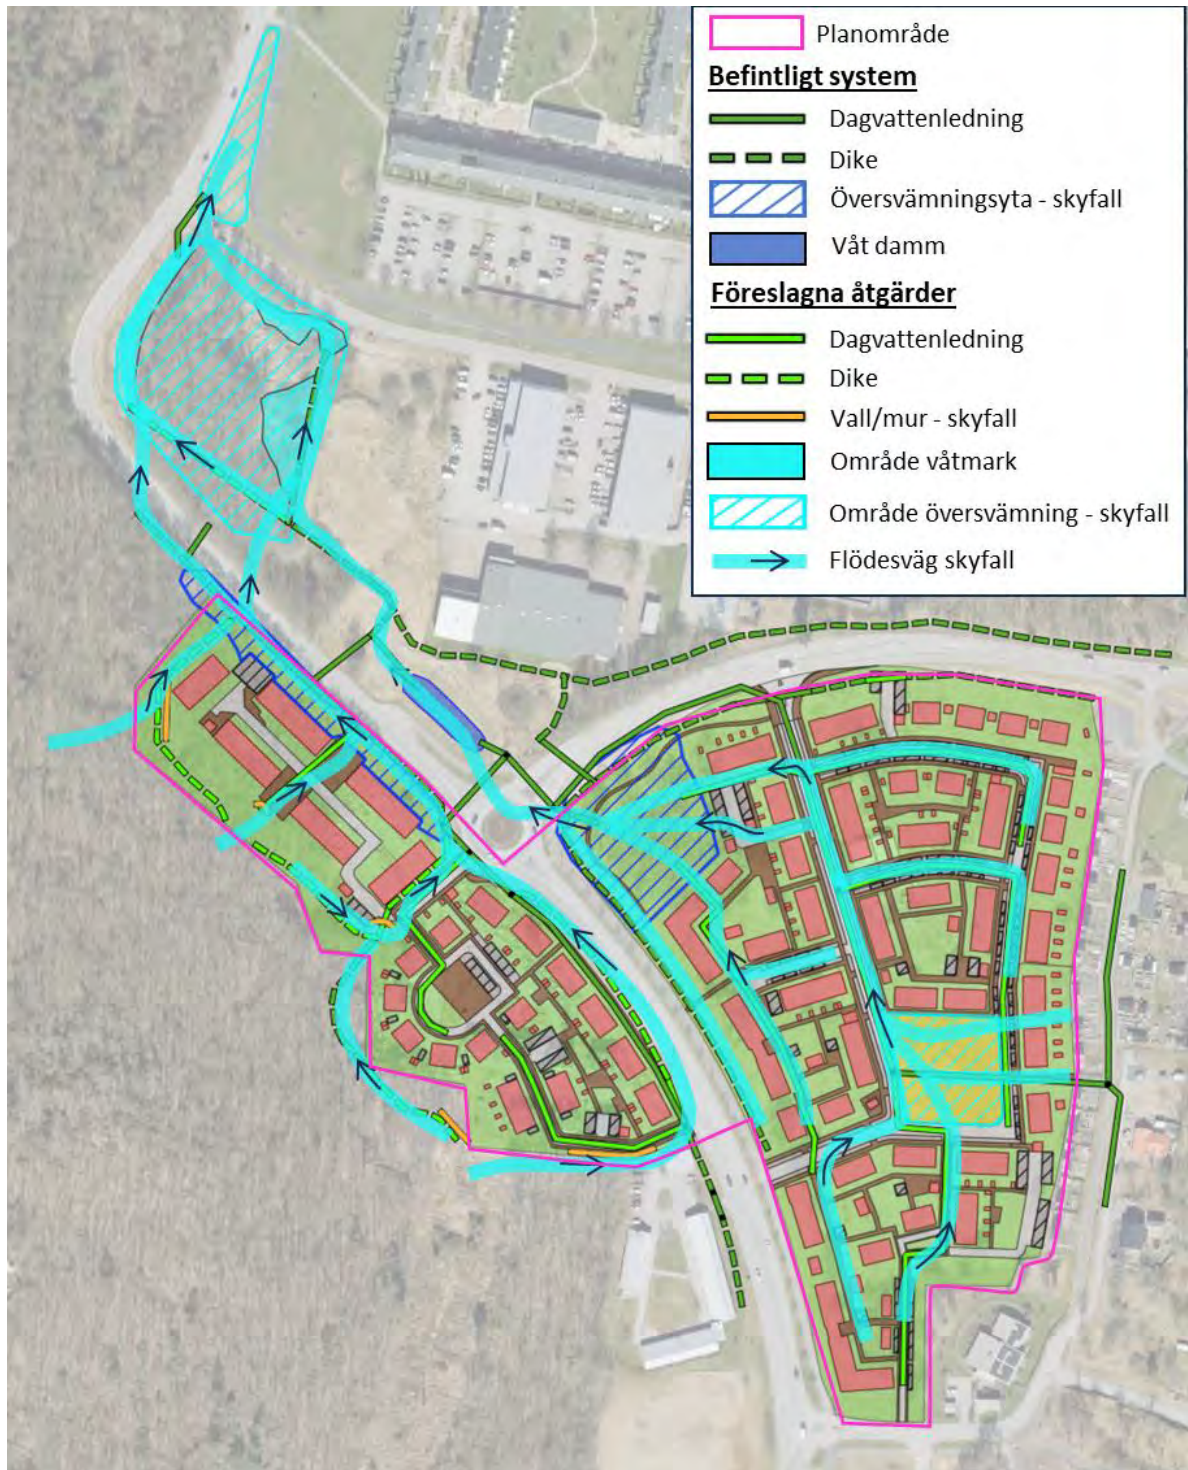 Planområde
Befintligt system
Dagvattenledning
Dike
Översvämningsyta - skyfall
Våt damm
Föreslagna åtgärder
Dagvattenledning
Dike
Vall/mur - skyfall
Område våtmark
Område översvämning - skyfall
Flödesväg skyfall